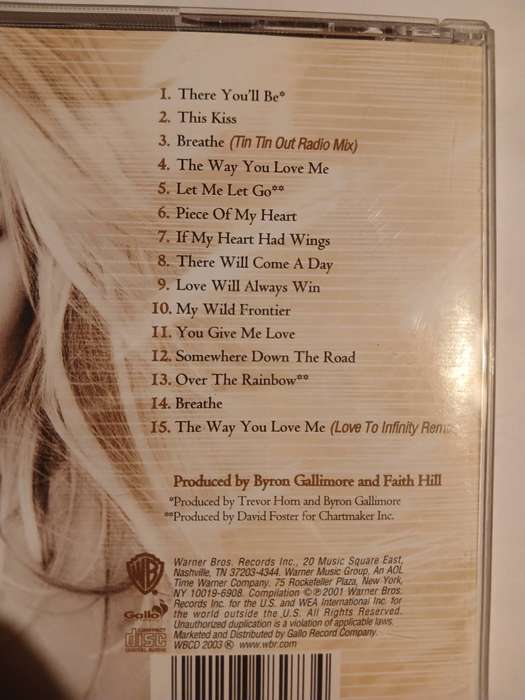 1. There You'll Be*
2. This Kiss
3. Breathe (Tin Tin Out Radio Mix)
4. The Way You Love Me
5. Let Me Let Go**
6. Piece Of My Heart
7. If My Heart Had Wings
8. There Will Come A Day
9. Love Will Always Win
10. My Wild Frontier
11. You Give Me Love
12. Somewhere Down The Road
13. Over The Rainbow**
14. Breathe
15. The Way You Love Me (Love To Infinity Rem
Produced by Byron Gallimore and Faith Hill
*Produced by Trevor Horn and Byron Gallimore
**Produced by David Foster for Chartmaker Inc.
WB
Gallo
COMPACT
disc
DIGITAL AUDIO
Warner Bros. Records Inc., 20 Music Square East,
Nashville, TN 37203-4344. Warner Music Group, An AOL
Time Warner Company. 75 Rockefeller Plaza, New York,
NY 10019-6908. Compilation ©℗2001 Warner Bros.
Records Inc. for the U.S. and WEA International Inc. for
the world outside the U.S. All Rights Reserved.
Unauthorized duplication is a violation of applicable laws.
Marketed and Distributed by Gallo Record Company.
WBCD 2003 Ⓚ www.wbr.com